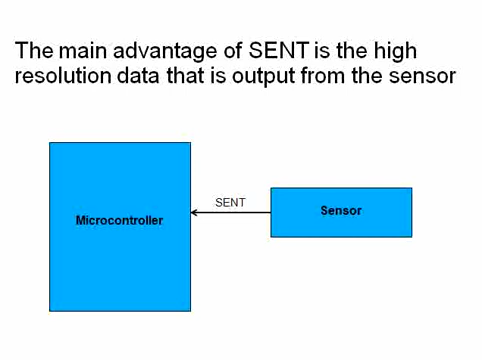 The main advantage of SENT is the high
resolution data that is output from the sensor
SENT
Microcontroller
Sensor